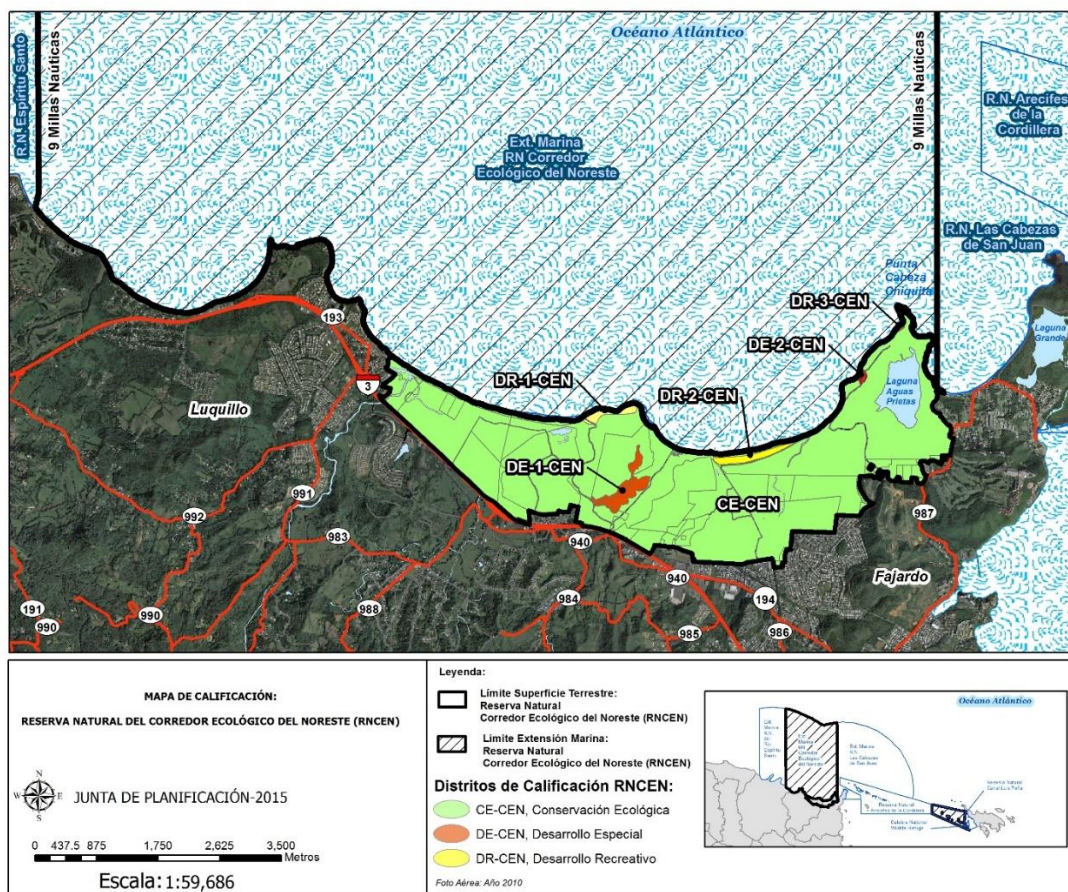 Océano Atlántico
R.N. Espíritu Santo
9 Millas Naúticas
9 Millas Naúticas
R.N. Arecifes
de la
Cordillera
Ext. Marina
RN Corredor
Ecológico del Noreste
R.N. Las Cabezas
de San Juan
Punta
Cabeza
Chiquita
DR-3-CEN
Laguna
Grande
193
DE-2-CEN
3
DR-1-CEN
Laguna
Aguas
Prietas
Luquillo
DR-2-CEN
DE-1-CEN
991
CE-CEN
992
987
983
940
940
Fajardo
984
194
191
990
990
988
985
986
MAPA DE CALIFICACIÓN:
RESERVA NATURAL DEL CORREDOR ECOLÓGICO DEL NORESTE (RNCEN)
N
W
E
S
JUNTA DE PLANIFICACIÓN-2015
0 437.5 875 1,750 2,625 3,500
Metros
Escala: 1:59,686
Leyenda:
Límite Superficie Terrestre:
Reserva Natural
Corredor Ecológico del Noreste (RNCEN)
Límite Extensión Marina:
Reserva Natural
Corredor Ecológico del Noreste (RNCEN)
Distritos de Calificación RNCEN:
CE-CEN, Conservación Ecológica
DE-CEN, Desarrollo Especial
DR-CEN, Desarrollo Recreativo
Foto Aérea: Año 2010
Océano Atlántico